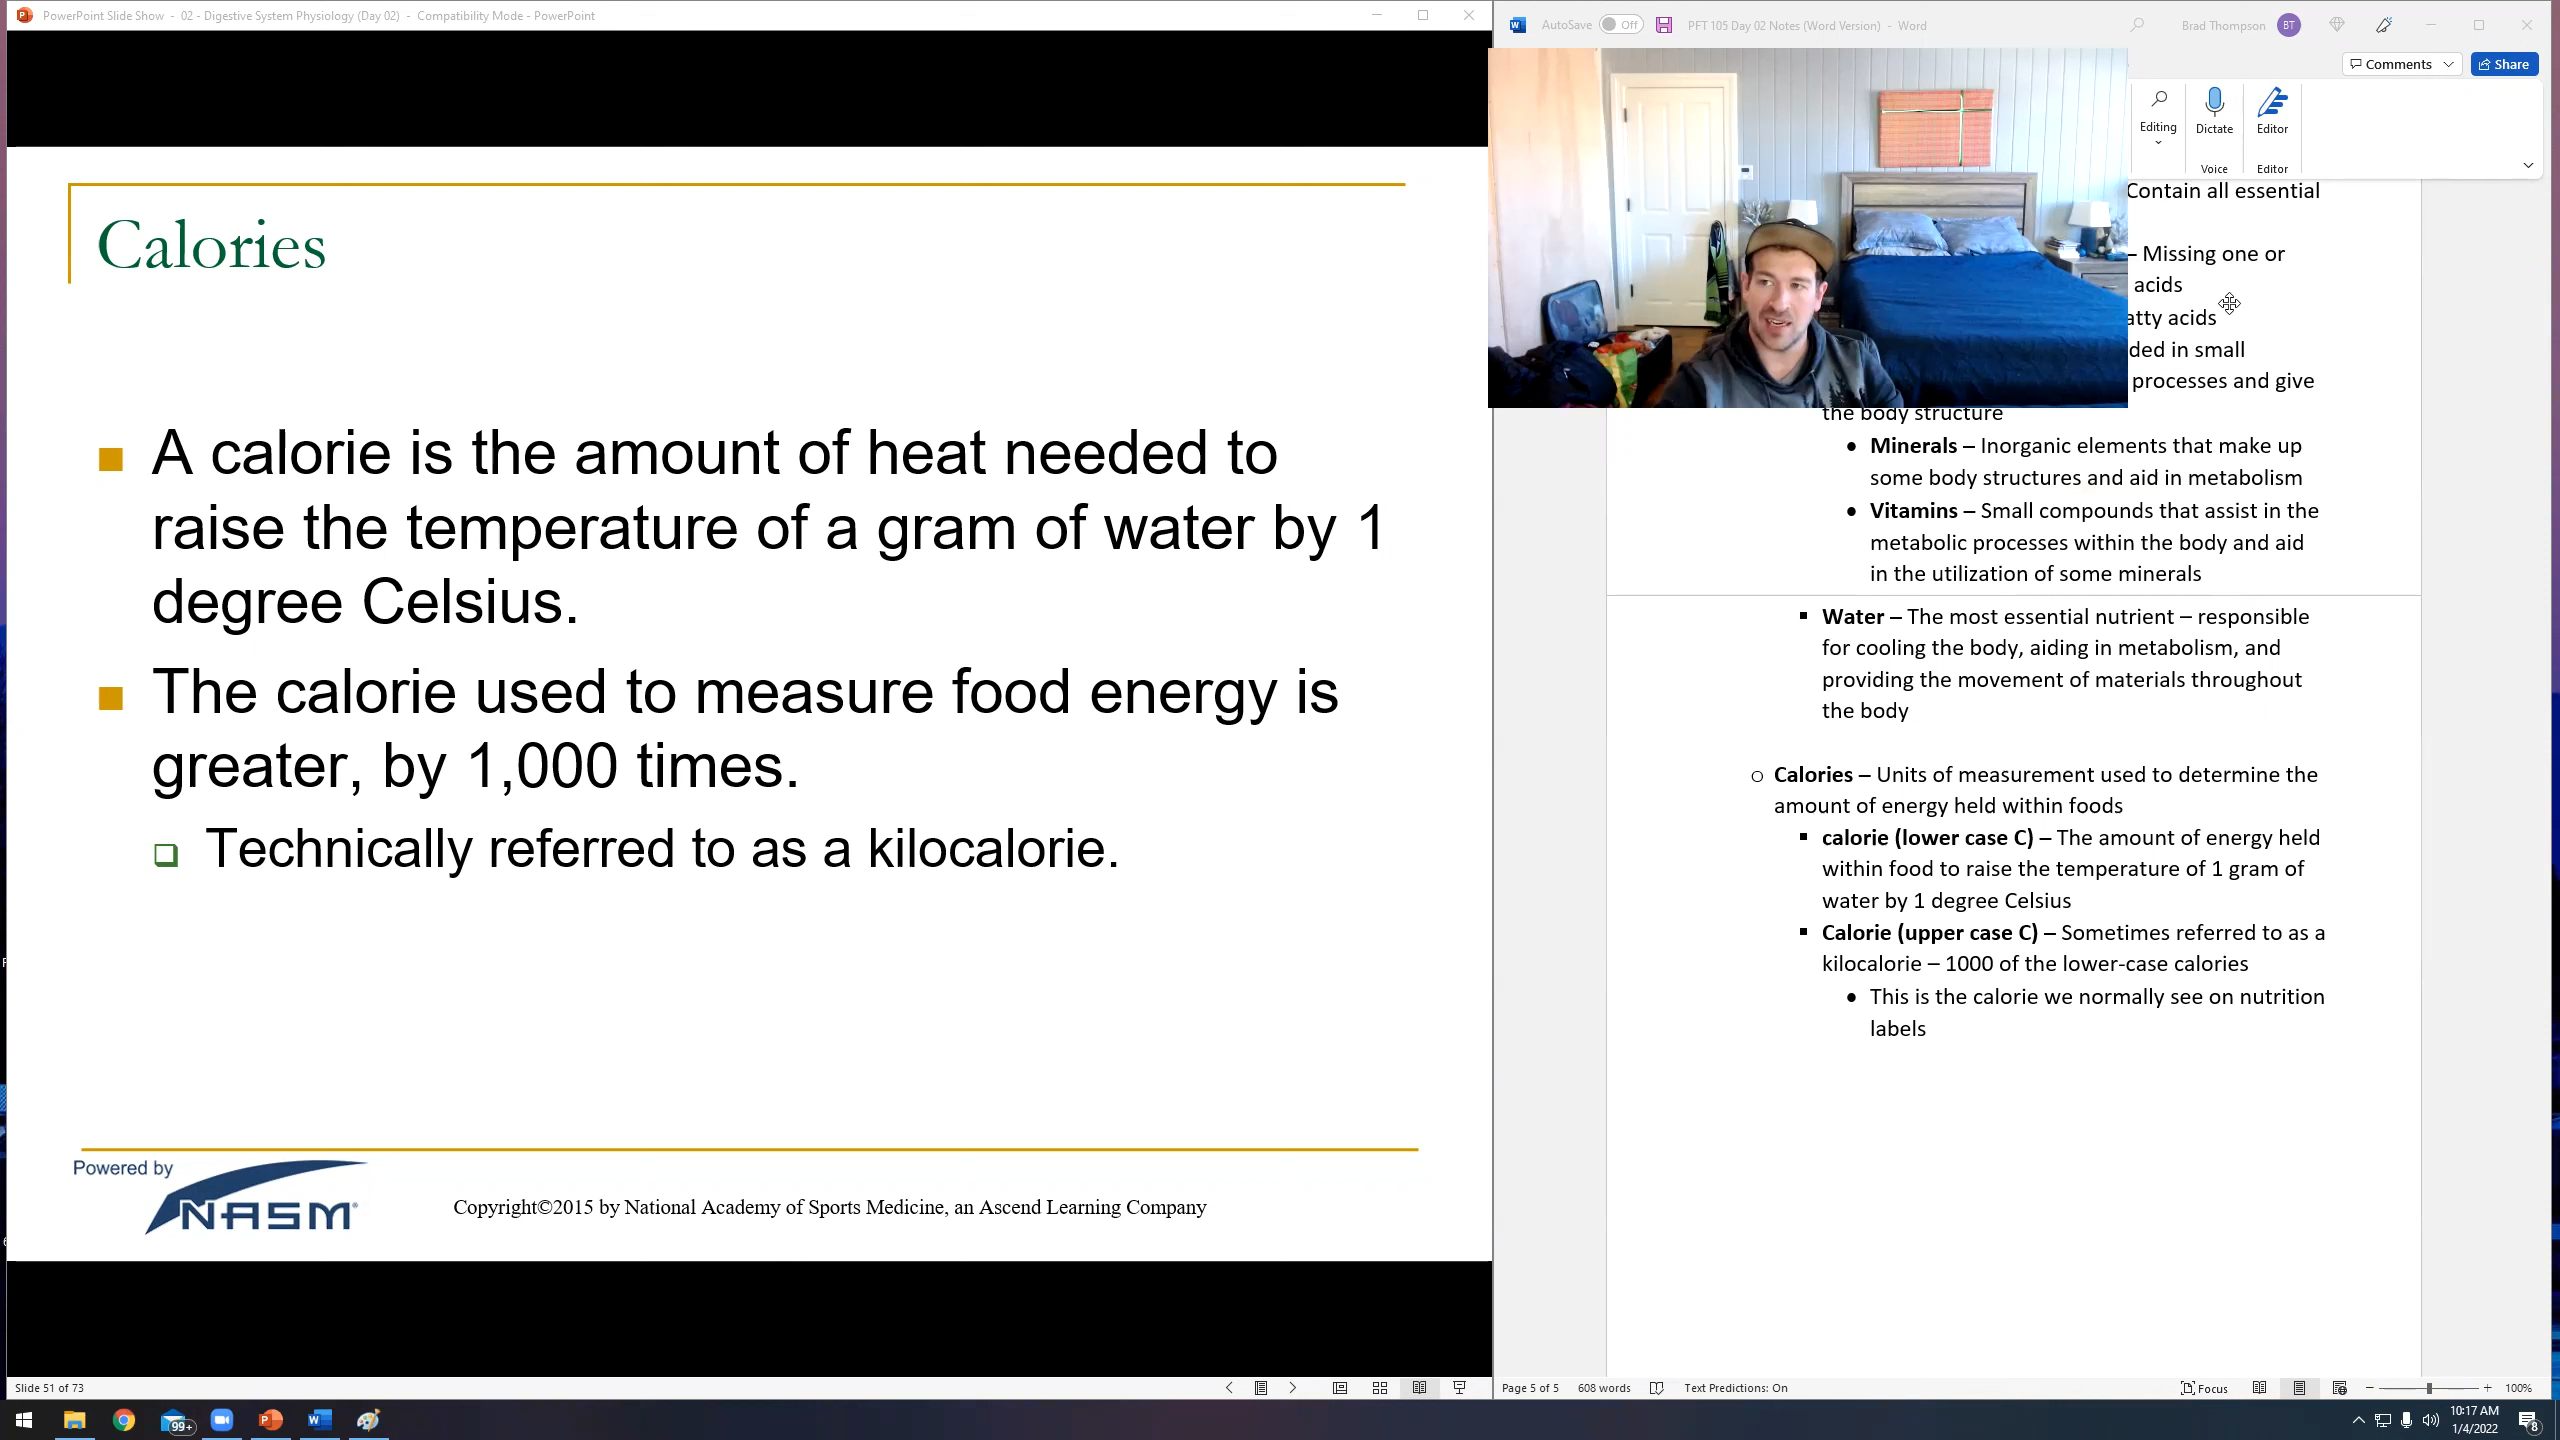 PowerPoint Slide Show - 02 - Digestive System Physiology (Day 02) - Compatibility Mode - PowerPoint
Calories
A calorie is the amount of heat needed to
raise the temperature of a gram of water by 1
degree Celsius.
The calorie used to measure food energy is
greater, by 1,000 times.
Technically referred to as a kilocalorie.
Powered by
NASM
Copyright©2015 by National Academy of Sports Medicine, an Ascend Learning Company
Slide 51 of 73
AutoSave Off PFT 105 Day 02 Notes (Word Version) - Word Brad Thompson BT
Comments Share
Editing Dictate Editor
Voice Editor
Contain all essential
– Missing one or
acids
atty acids
ded in small
processes and give
the body structure
• Minerals – Inorganic elements that make up
some body structures and aid in metabolism
• Vitamins – Small compounds that assist in the
metabolic processes within the body and aid
in the utilization of some minerals
▪ Water – The most essential nutrient – responsible
for cooling the body, aiding in metabolism, and
providing the movement of materials throughout
the body
o Calories – Units of measurement used to determine the
amount of energy held within foods
▪ calorie (lower case C) – The amount of energy held
within food to raise the temperature of 1 gram of
water by 1 degree Celsius
▪ Calorie (upper case C) – Sometimes referred to as a
kilocalorie – 1000 of the lower-case calories
• This is the calorie we normally see on nutrition
labels
Page 5 of 5 608 words Text Predictions: On Focus 100%
99+
10:17 AM
1/4/2022
8